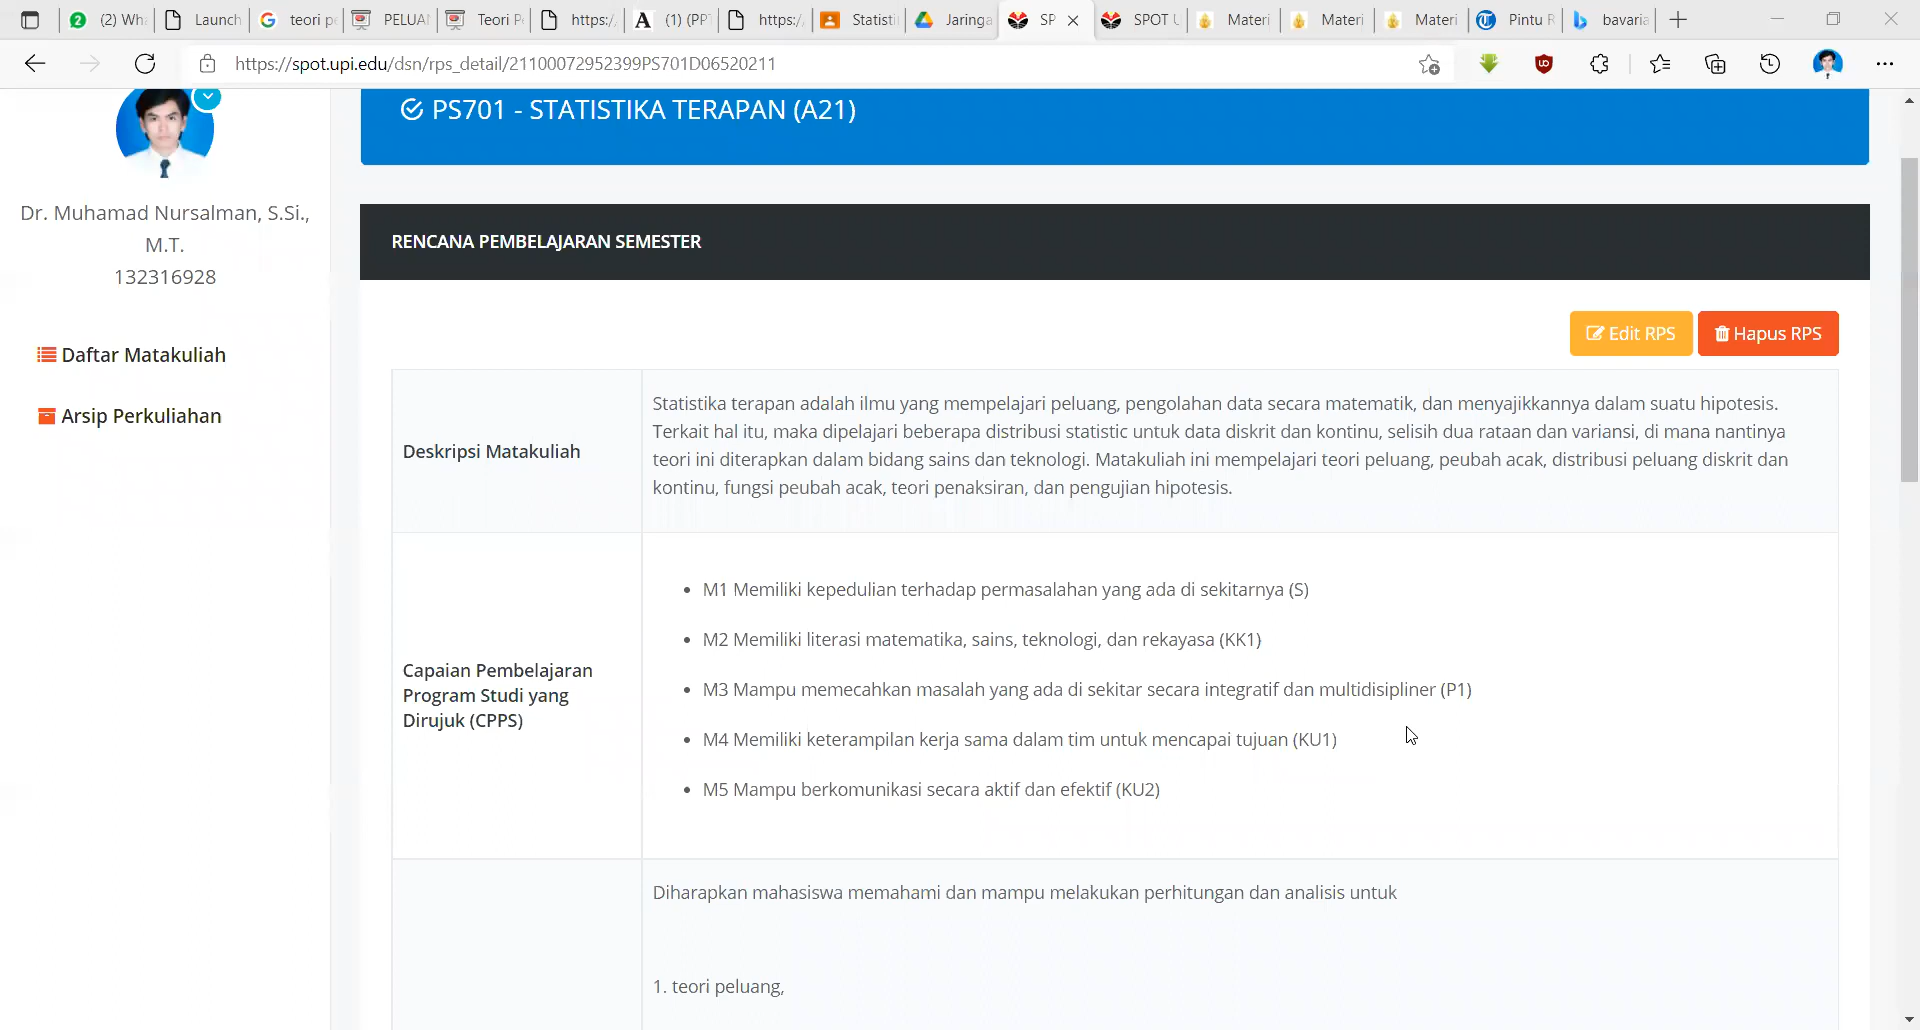 (2) Wha
Launch
teori pe
PELUAN
Teori Pe
https:/
(1) (PPT
https:/
Statisti
Jaringa
SP
SPOT U
Materi
Materi
Materi
Pintu R
bavaria
https://spot.upi.edu/dsn/rps_detail/21100072952399PS701D06520211
PS701 - STATISTIKA TERAPAN (A21)
Dr. Muhamad Nursalman, S.Si.,
M.T.
132316928
Daftar Matakuliah
Arsip Perkuliahan
RENCANA PEMBELAJARAN SEMESTER
Edit RPS
Hapus RPS
Deskripsi Matakuliah
Statistika terapan adalah ilmu yang mempelajari peluang, pengolahan data secara matematik, dan menyajikkannya dalam suatu hipotesis.
Terkait hal itu, maka dipelajari beberapa distribusi statistic untuk data diskrit dan kontinu, selisih dua rataan dan variansi, di mana nantinya
teori ini diterapkan dalam bidang sains dan teknologi. Matakuliah ini mempelajari teori peluang, peubah acak, distribusi peluang diskrit dan
kontinu, fungsi peubah acak, teori penaksiran, dan pengujian hipotesis.
Capaian Pembelajaran
Program Studi yang
Dirujuk (CPPS)
• M1 Memiliki kepedulian terhadap permasalahan yang ada di sekitarnya (S)
• M2 Memiliki literasi matematika, sains, teknologi, dan rekayasa (KK1)
• M3 Mampu memecahkan masalah yang ada di sekitar secara integratif dan multidisipliner (P1)
• M4 Memiliki keterampilan kerja sama dalam tim untuk mencapai tujuan (KU1)
• M5 Mampu berkomunikasi secara aktif dan efektif (KU2)
Diharapkan mahasiswa memahami dan mampu melakukan perhitungan dan analisis untuk
1. teori peluang,